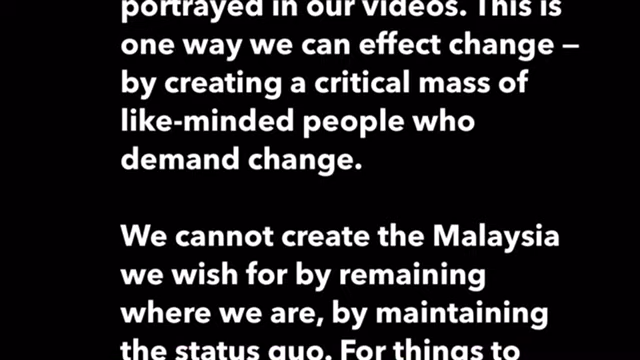 portrayed in our videos. This is
one way we can effect change —
by creating a critical mass of
like-minded people who
demand change.
We cannot create the Malaysia
we wish for by remaining
where we are, by maintaining
the status quo. For things to